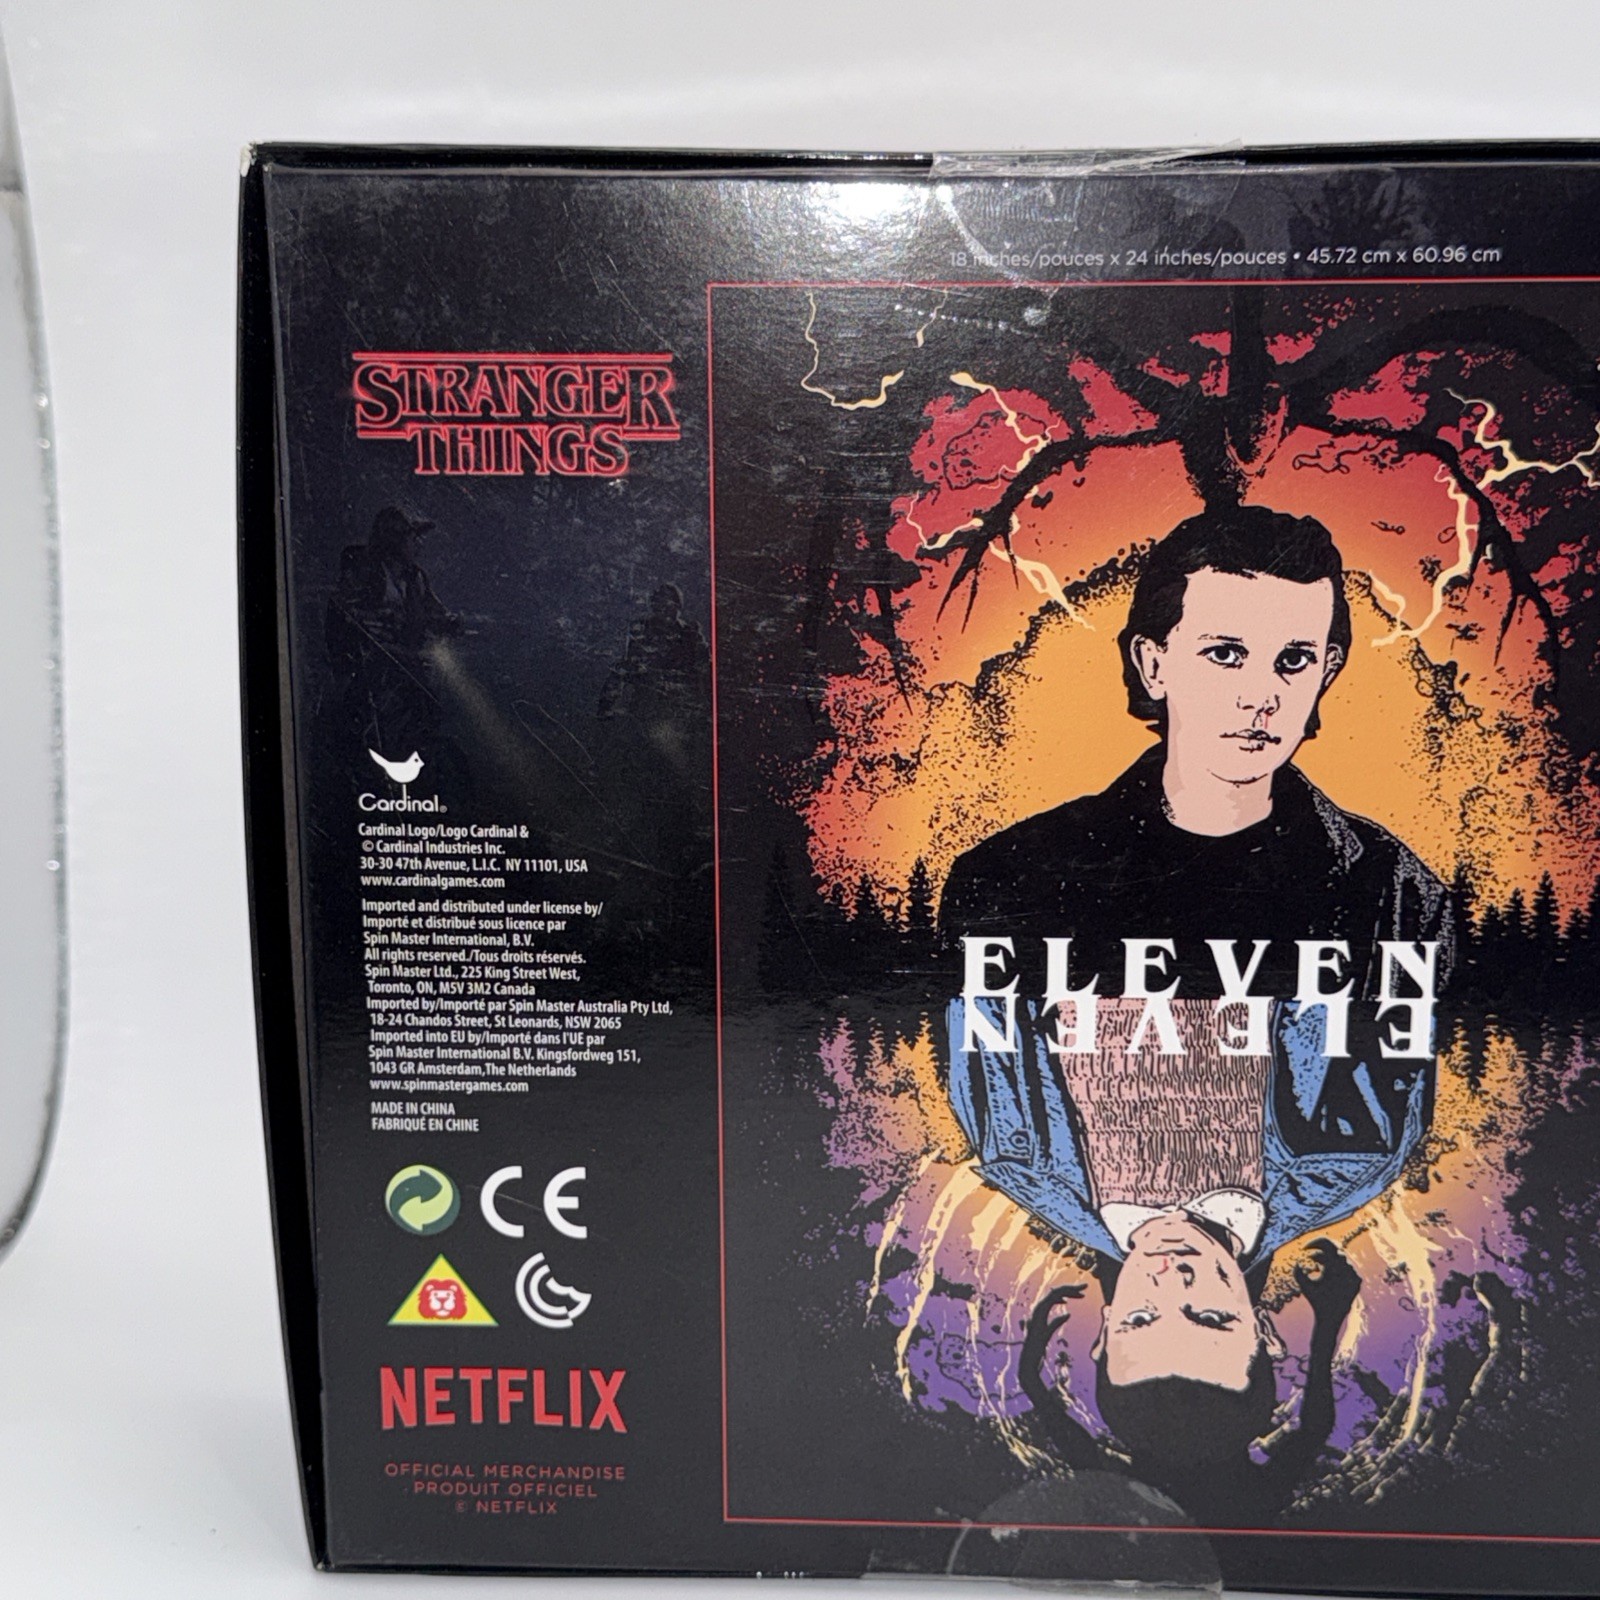 18 inches/pouces x 24 inches/pouces • 45.72 cm x 60.96 cm
STRANGER
THINGS
Cardinal®
Cardinal Logo/Logo Cardinal &
© Cardinal Industries Inc.
30-30 47th Avenue, L.I.C. NY 11101, USA
www.cardinalgames.com
Imported and distributed under license by/
Importé et distribué sous licence par
Spin Master International, B.V.
All rights reserved./Tous droits réservés.
Spin Master Ltd., 225 King Street West,
Toronto, ON, M5V 3M2 Canada
Imported by/Importé par Spin Master Australia Pty Ltd,
18-24 Chandos Street, St Leonards, NSW 2065
Imported into EU by/Importé dans l'UE par
Spin Master International B.V. Kingsfordweg 151,
1043 GR Amsterdam,The Netherlands
www.spinmastergames.com
MADE IN CHINA
FABRIQUÉ EN CHINE
CE
NETFLIX
OFFICIAL MERCHANDISE
PRODUIT OFFICIEL
© NETFLIX
ELEVEN
ELEVEN